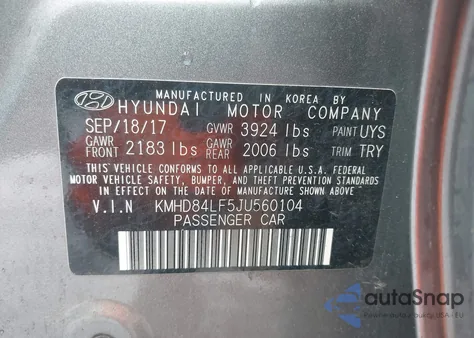 MANUFACTURED IN KOREA BY
HYUNDAI MOTOR COMPANY
SEP/18/17 GVWR 3924 lbs PAINT UYS
GAWR FRONT 2183 lbs GAWR REAR 2006 lbs TRIM TRY
THIS VEHICLE CONFORMS TO ALL APPLICABLE U.S.A. FEDERAL
MOTOR VEHICLE SAFETY, BUMPER, AND THEFT PREVENTION STANDARDS
IN EFFECT ON THE DATE OF MANUFACTURE SHOWN ABOVE.
V.I.N KMHD84LF5JU560104
PASSENGER CAR
autoSnap